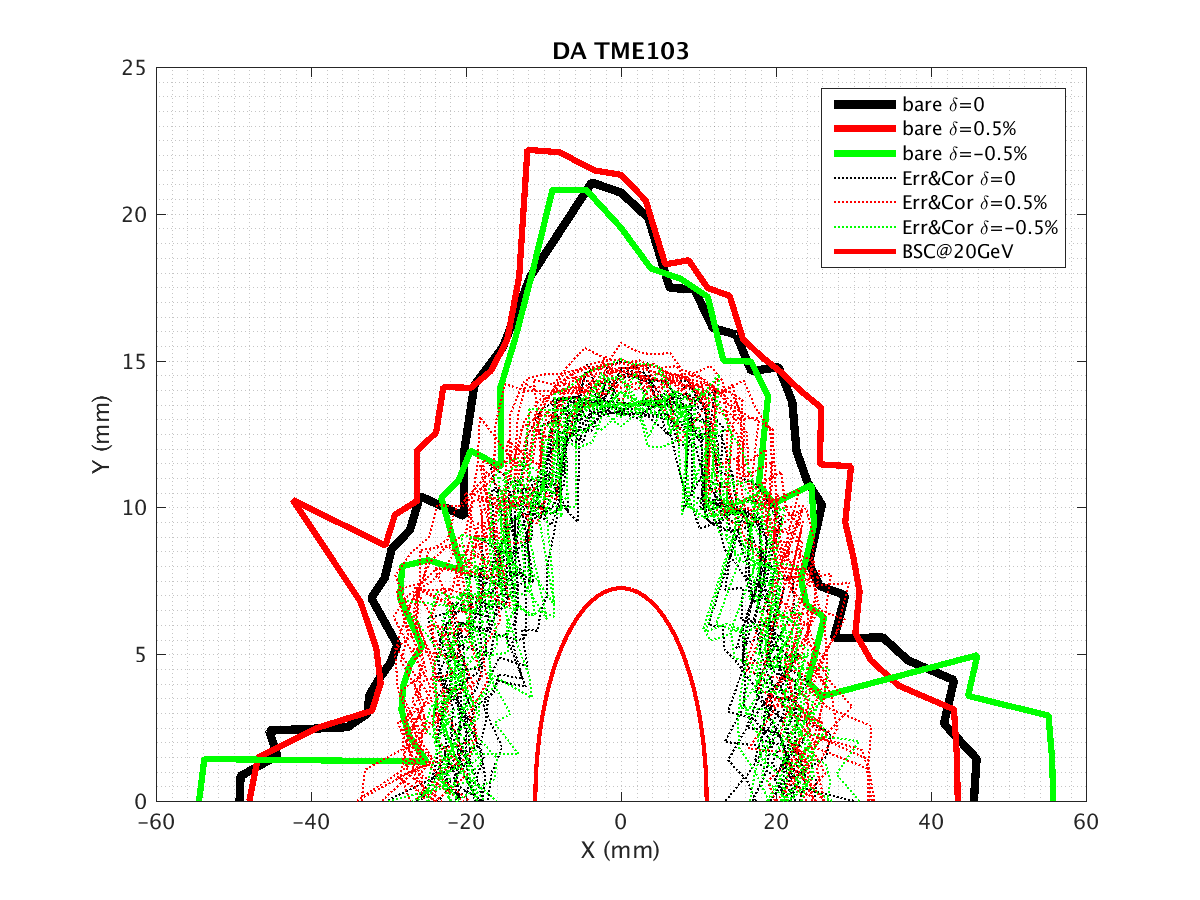 DA TME103
25
20
15
10
5
0
Y (mm)
bare δ=0
bare δ=0.5%
bare δ=-0.5%
Err&Cor δ=0
Err&Cor δ=0.5%
Err&Cor δ=-0.5%
BSC@20GeV
-60 -40 -20 0 20 40 60
X (mm)